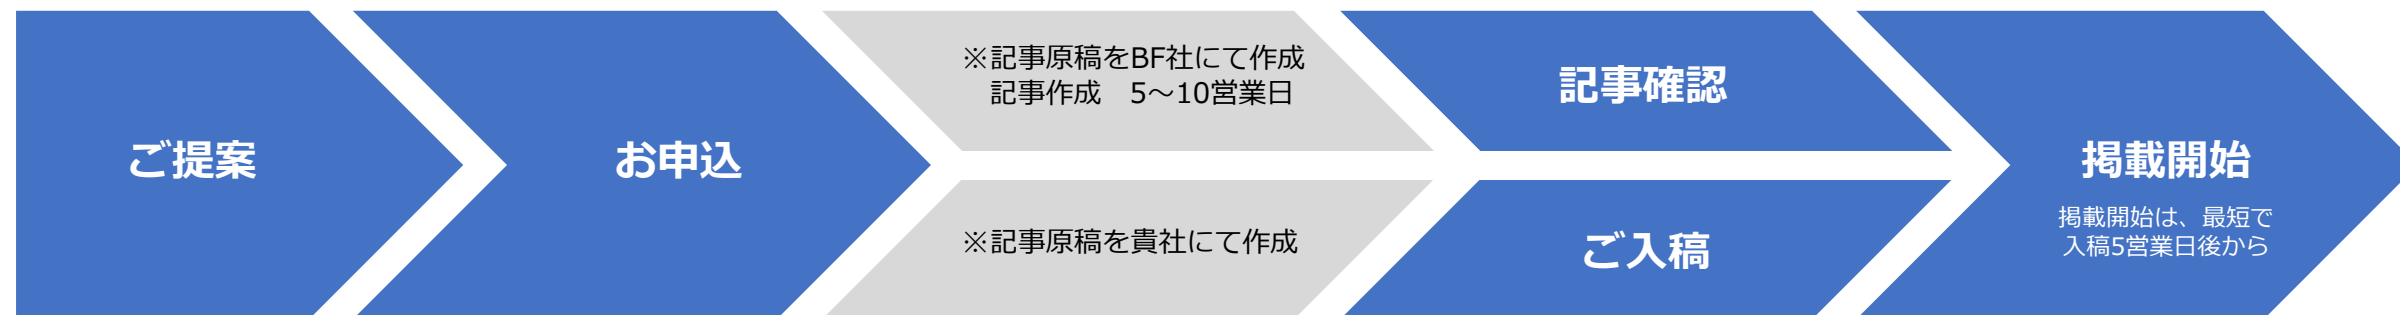 ご提案
お申込
※記事原稿をBF社にて作成
記事作成　5～10営業日
※記事原稿を貴社にて作成
記事確認
ご入稿
掲載開始
掲載開始は、最短で
入稿5営業日後から